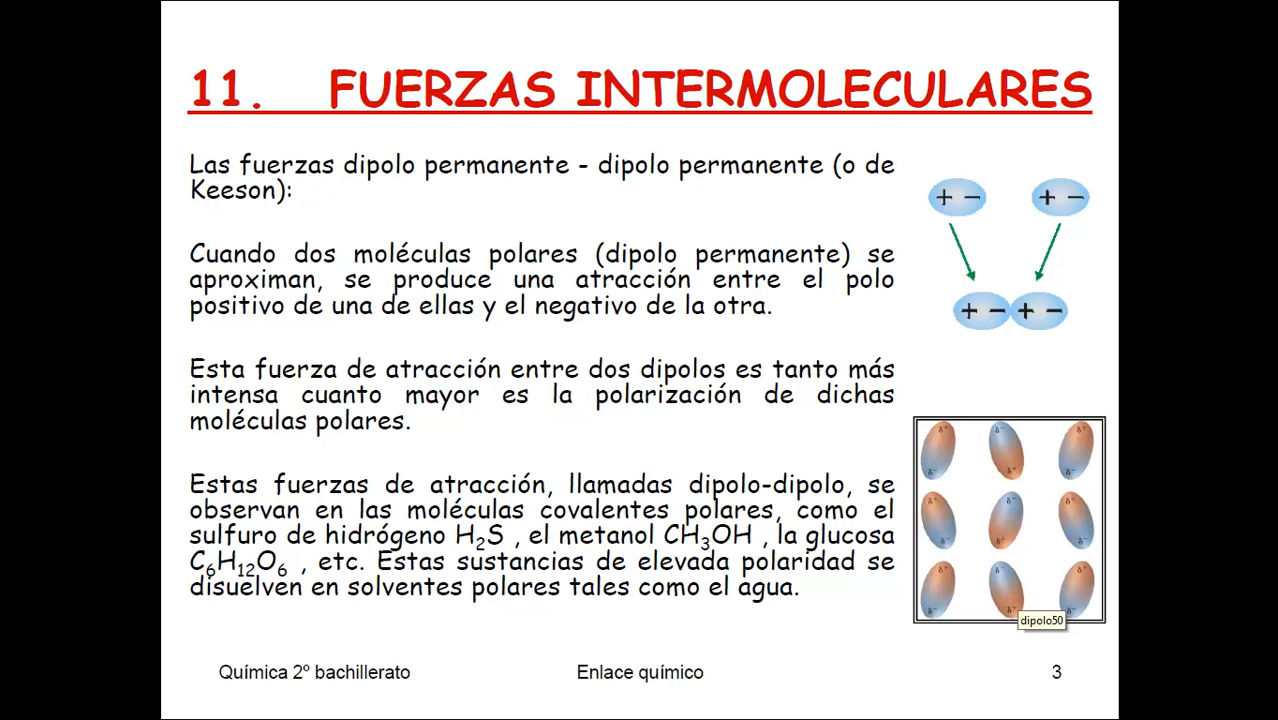 11. FUERZAS INTERMOLECULARES
Las fuerzas dipolo permanente - dipolo permanente (o de
Keeson):
Cuando dos moléculas polares (dipolo permanente) se
aproximan, se produce una atracción entre el polo
positivo de una de ellas y el negativo de la otra.
Esta fuerza de atracción entre dos dipolos es tanto más
intensa cuanto mayor es la polarización de dichas
moléculas polares.
Estas fuerzas de atracción, llamadas dipolo-dipolo, se
observan en las moléculas covalentes polares, como el
sulfuro de hidrógeno H₂S , el metanol CH₃OH , la glucosa
C₆H₁₂O₆ , etc. Estas sustancias de elevada polaridad se
disuelven en solventes polares tales como el agua.
+ − + −
+ − + −
δ⁺ δ⁻ δ⁺
δ⁻ δ⁺ δ⁻
δ⁺ δ⁻ δ⁺
δ⁻ δ⁺ δ⁻
δ⁺ δ⁻ δ⁺
δ⁻ δ⁺ δ⁻
dipolo50
Química 2º bachillerato Enlace químico 3